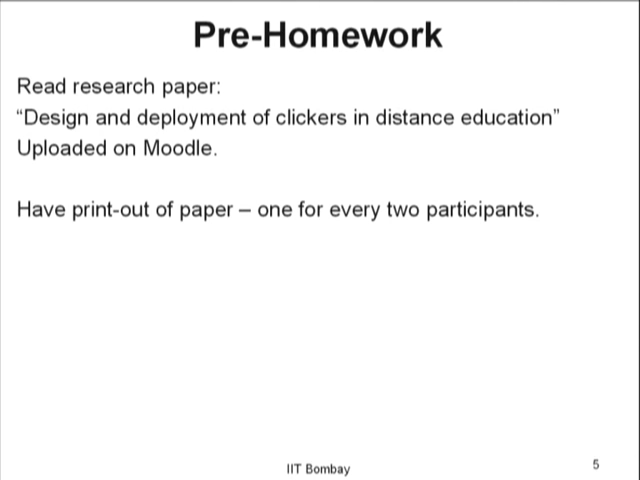 Pre-Homework
Read research paper:
“Design and deployment of clickers in distance education”
Uploaded on Moodle.
Have print-out of paper – one for every two participants.
IIT Bombay
5